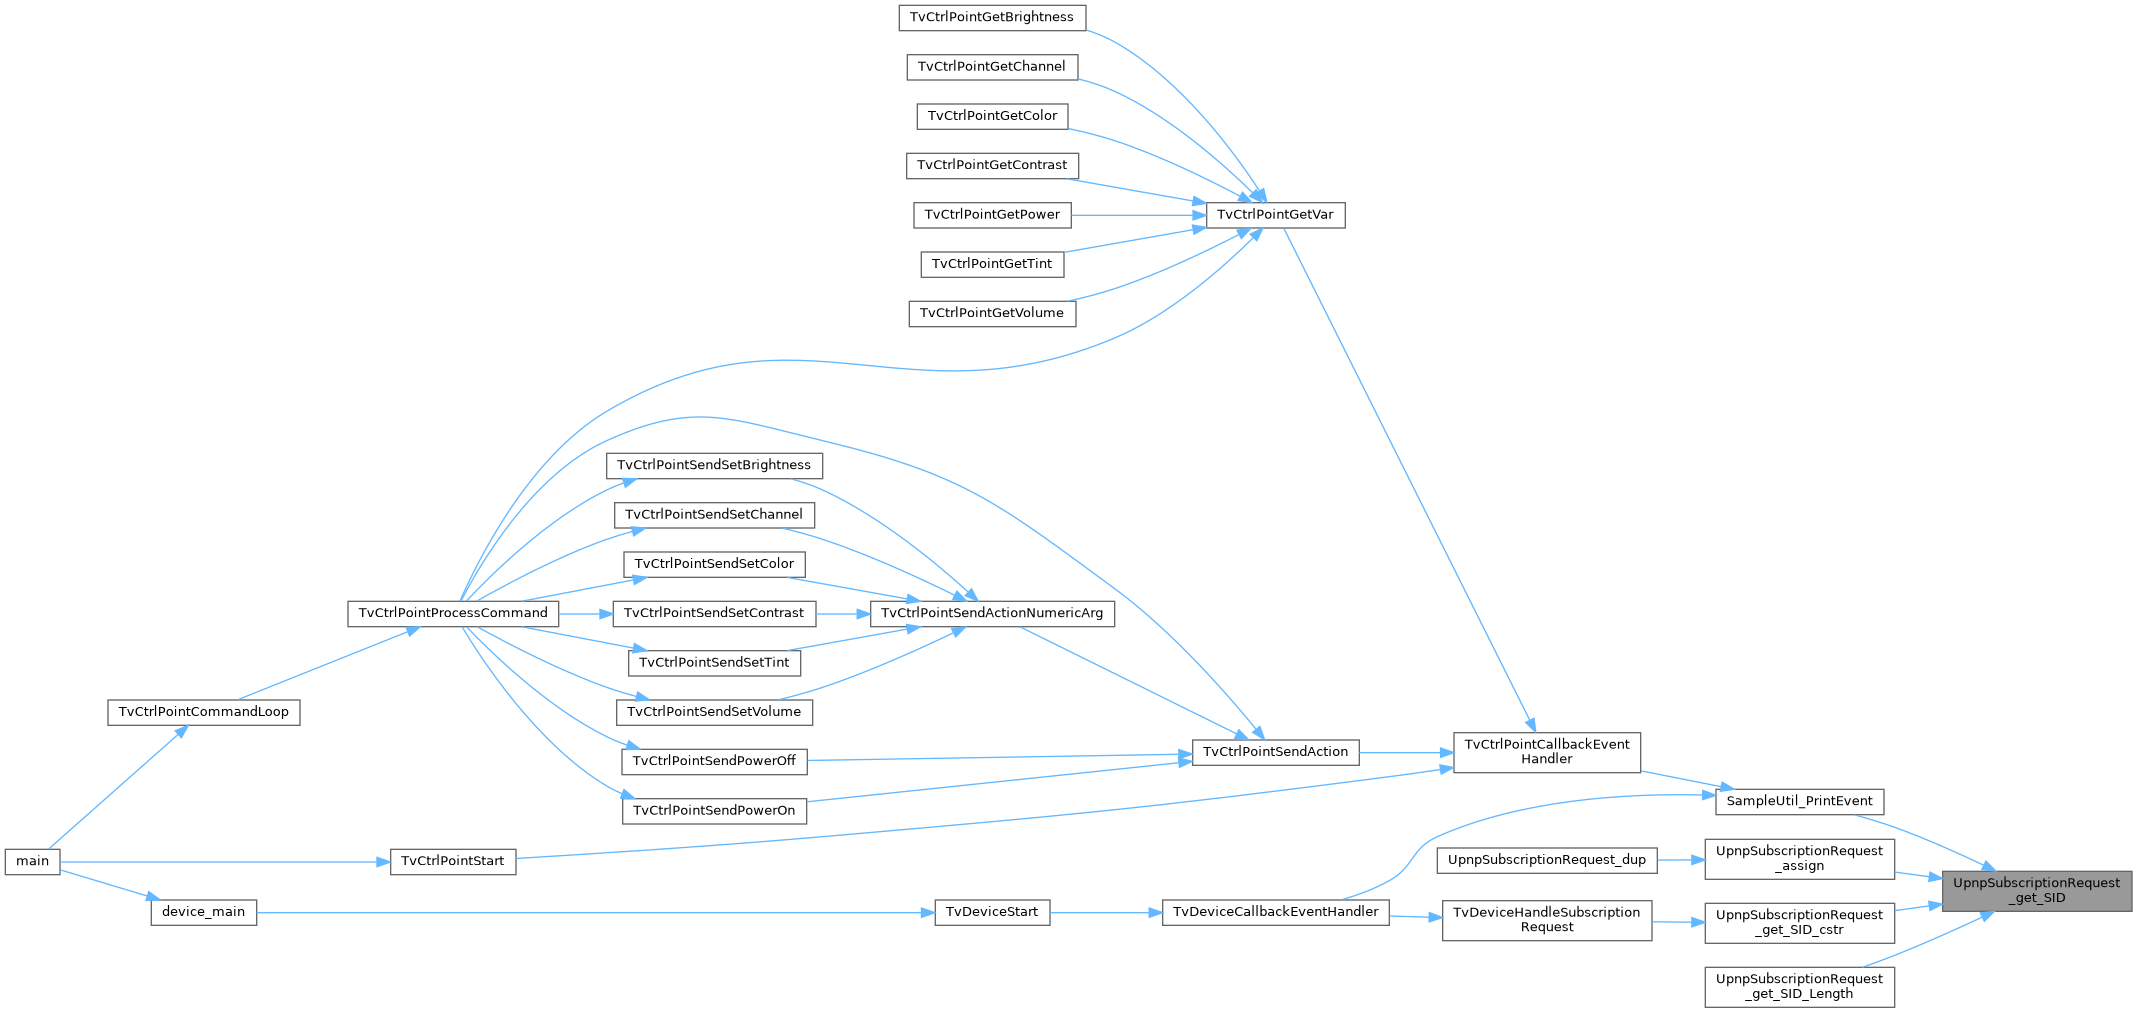 TvCtrlPointGetBrightness
TvCtrlPointGetChannel
TvCtrlPointGetColor
TvCtrlPointGetContrast
TvCtrlPointGetPower
TvCtrlPointGetVar
TvCtrlPointGetTint
TvCtrlPointGetVolume
TvCtrlPointSendSetBrightness
TvCtrlPointSendSetChannel
TvCtrlPointSendSetColor
TvCtrlPointProcessCommand
TvCtrlPointSendSetContrast
TvCtrlPointSendActionNumericArg
TvCtrlPointSendSetTint
TvCtrlPointCommandLoop
TvCtrlPointSendSetVolume
TvCtrlPointSendPowerOff
TvCtrlPointSendAction
TvCtrlPointCallbackEvent
Handler
TvCtrlPointSendPowerOn
SampleUtil_PrintEvent
main
TvCtrlPointStart
UpnpSubscriptionRequest_dup
UpnpSubscriptionRequest
_assign
UpnpSubscriptionRequest
_get_SID
device_main
TvDeviceStart
TvDeviceCallbackEventHandler
TvDeviceHandleSubscription
Request
UpnpSubscriptionRequest
_get_SID_cstr
UpnpSubscriptionRequest
_get_SID_Length